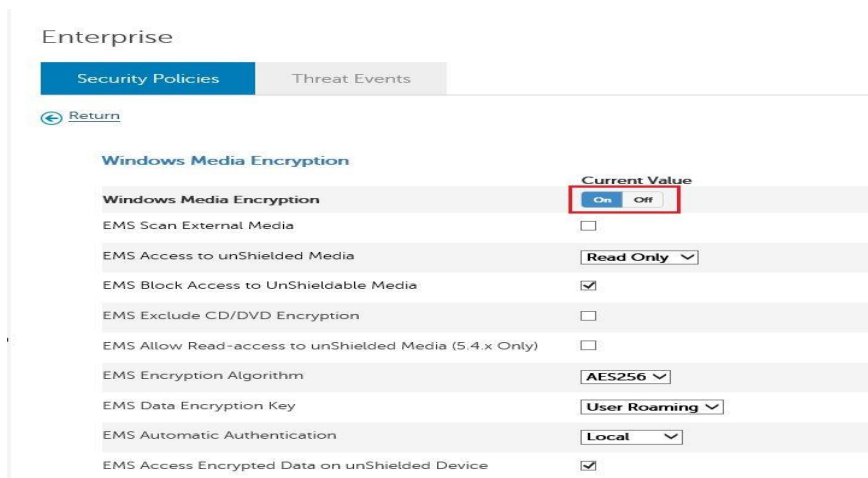 Enterprise
Security Policies Threat Events
Return
Windows Media Encryption
Current Value
Windows Media Encryption On Off
EMS Scan External Media
EMS Access to unShielded Media Read Only
EMS Block Access to UnShieldable Media
EMS Exclude CD/DVD Encryption
EMS Allow Read-access to unShielded Media (5.4.x Only)
EMS Encryption Algorithm AES256
EMS Data Encryption Key User Roaming
EMS Automatic Authentication Local
EMS Access Encrypted Data on unShielded Device